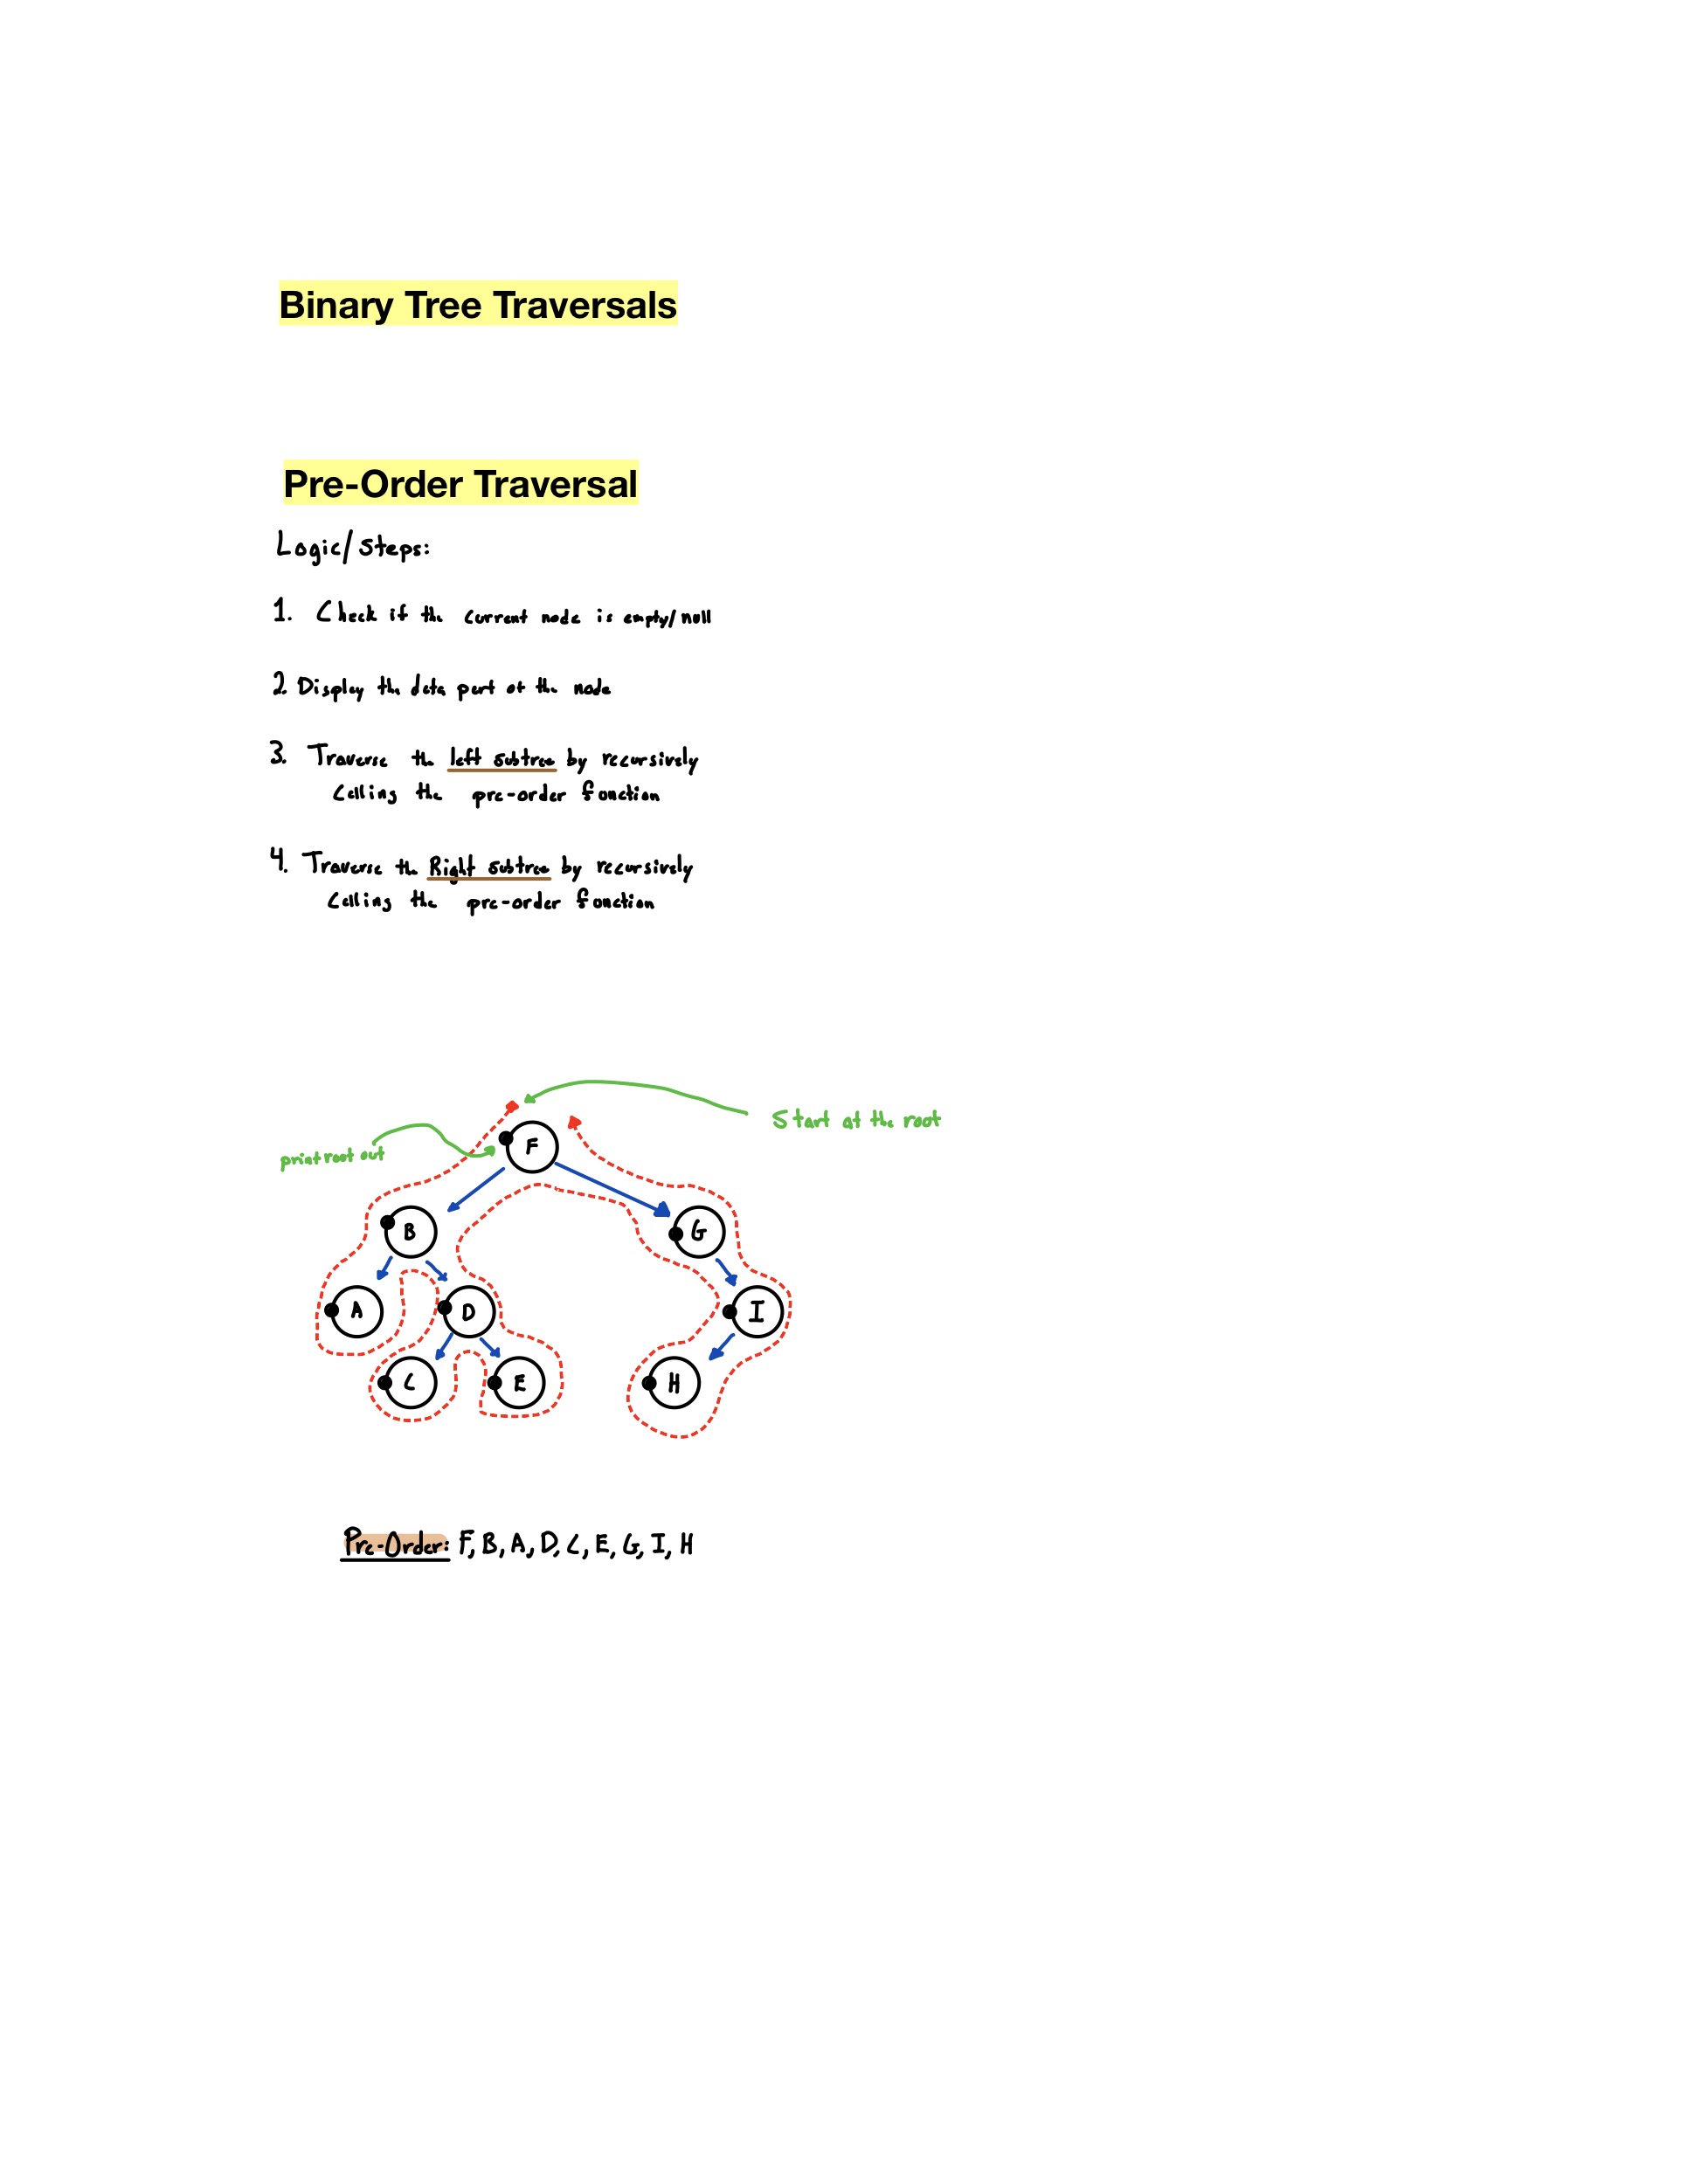 Binary Tree Traversals
Pre-Order Traversal
Logic/Steps:
1. Check if the current node is empty/null
2. Display the data part of the node
3. Traverse the left subtree by recursively
calling the pre-order function
4. Traverse the Right subtree by recursively
calling the pre-order function
Start at the root
print root out
F
B
G
A
D
I
C
E
H
Pre-Order: F, B, A, D, C, E, G, I, H